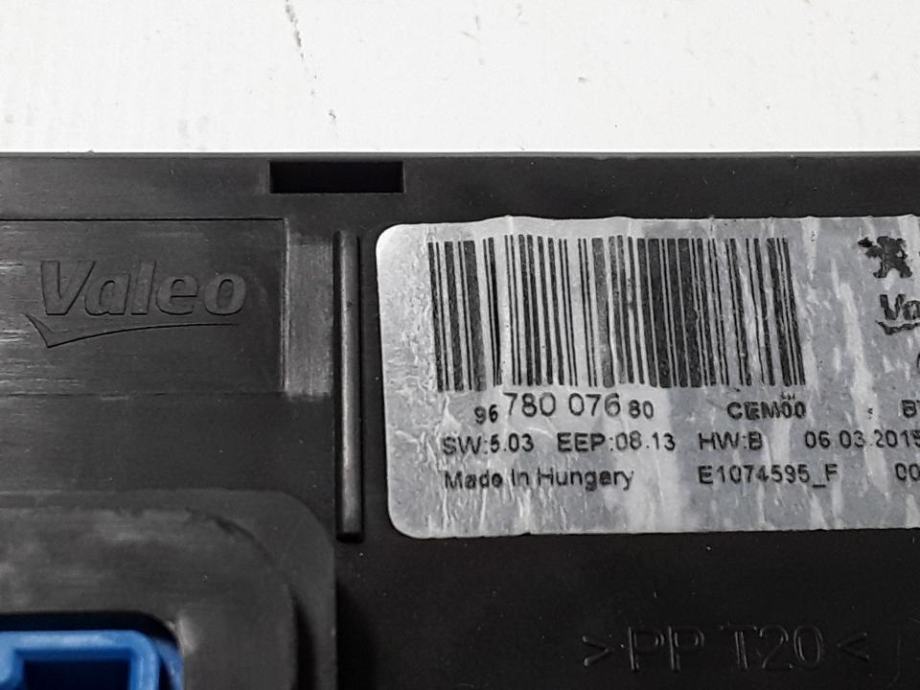 Valeo
96 780 076 80 CEM00
SW:5.03 EEP:08.13 HW:B 06.03.2015
Made In Hungary E1074595_F 00
>PP T20<